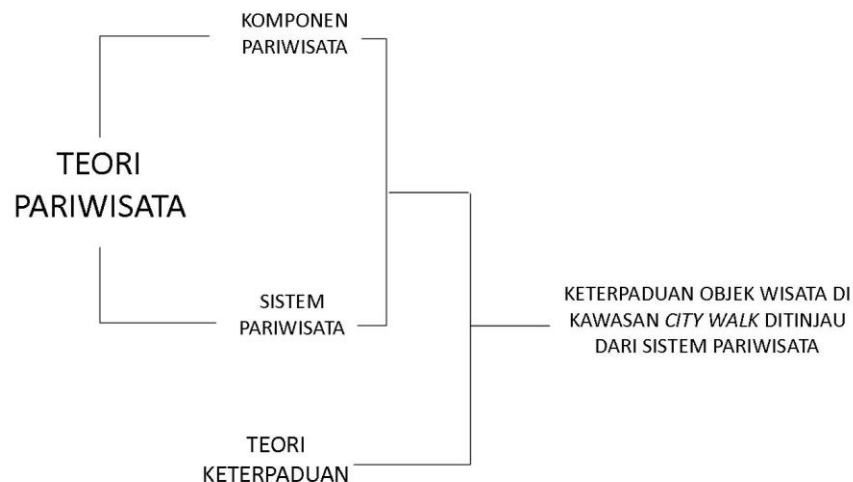 KOMPONEN
PARIWISATA
TEORI
PARIWISATA
SISTEM
PARIWISATA
KETERPADUAN OBJEK WISATA DI
KAWASAN CITY WALK DITINJAU
DARI SISTEM PARIWISATA
TEORI
KETERPADUAN